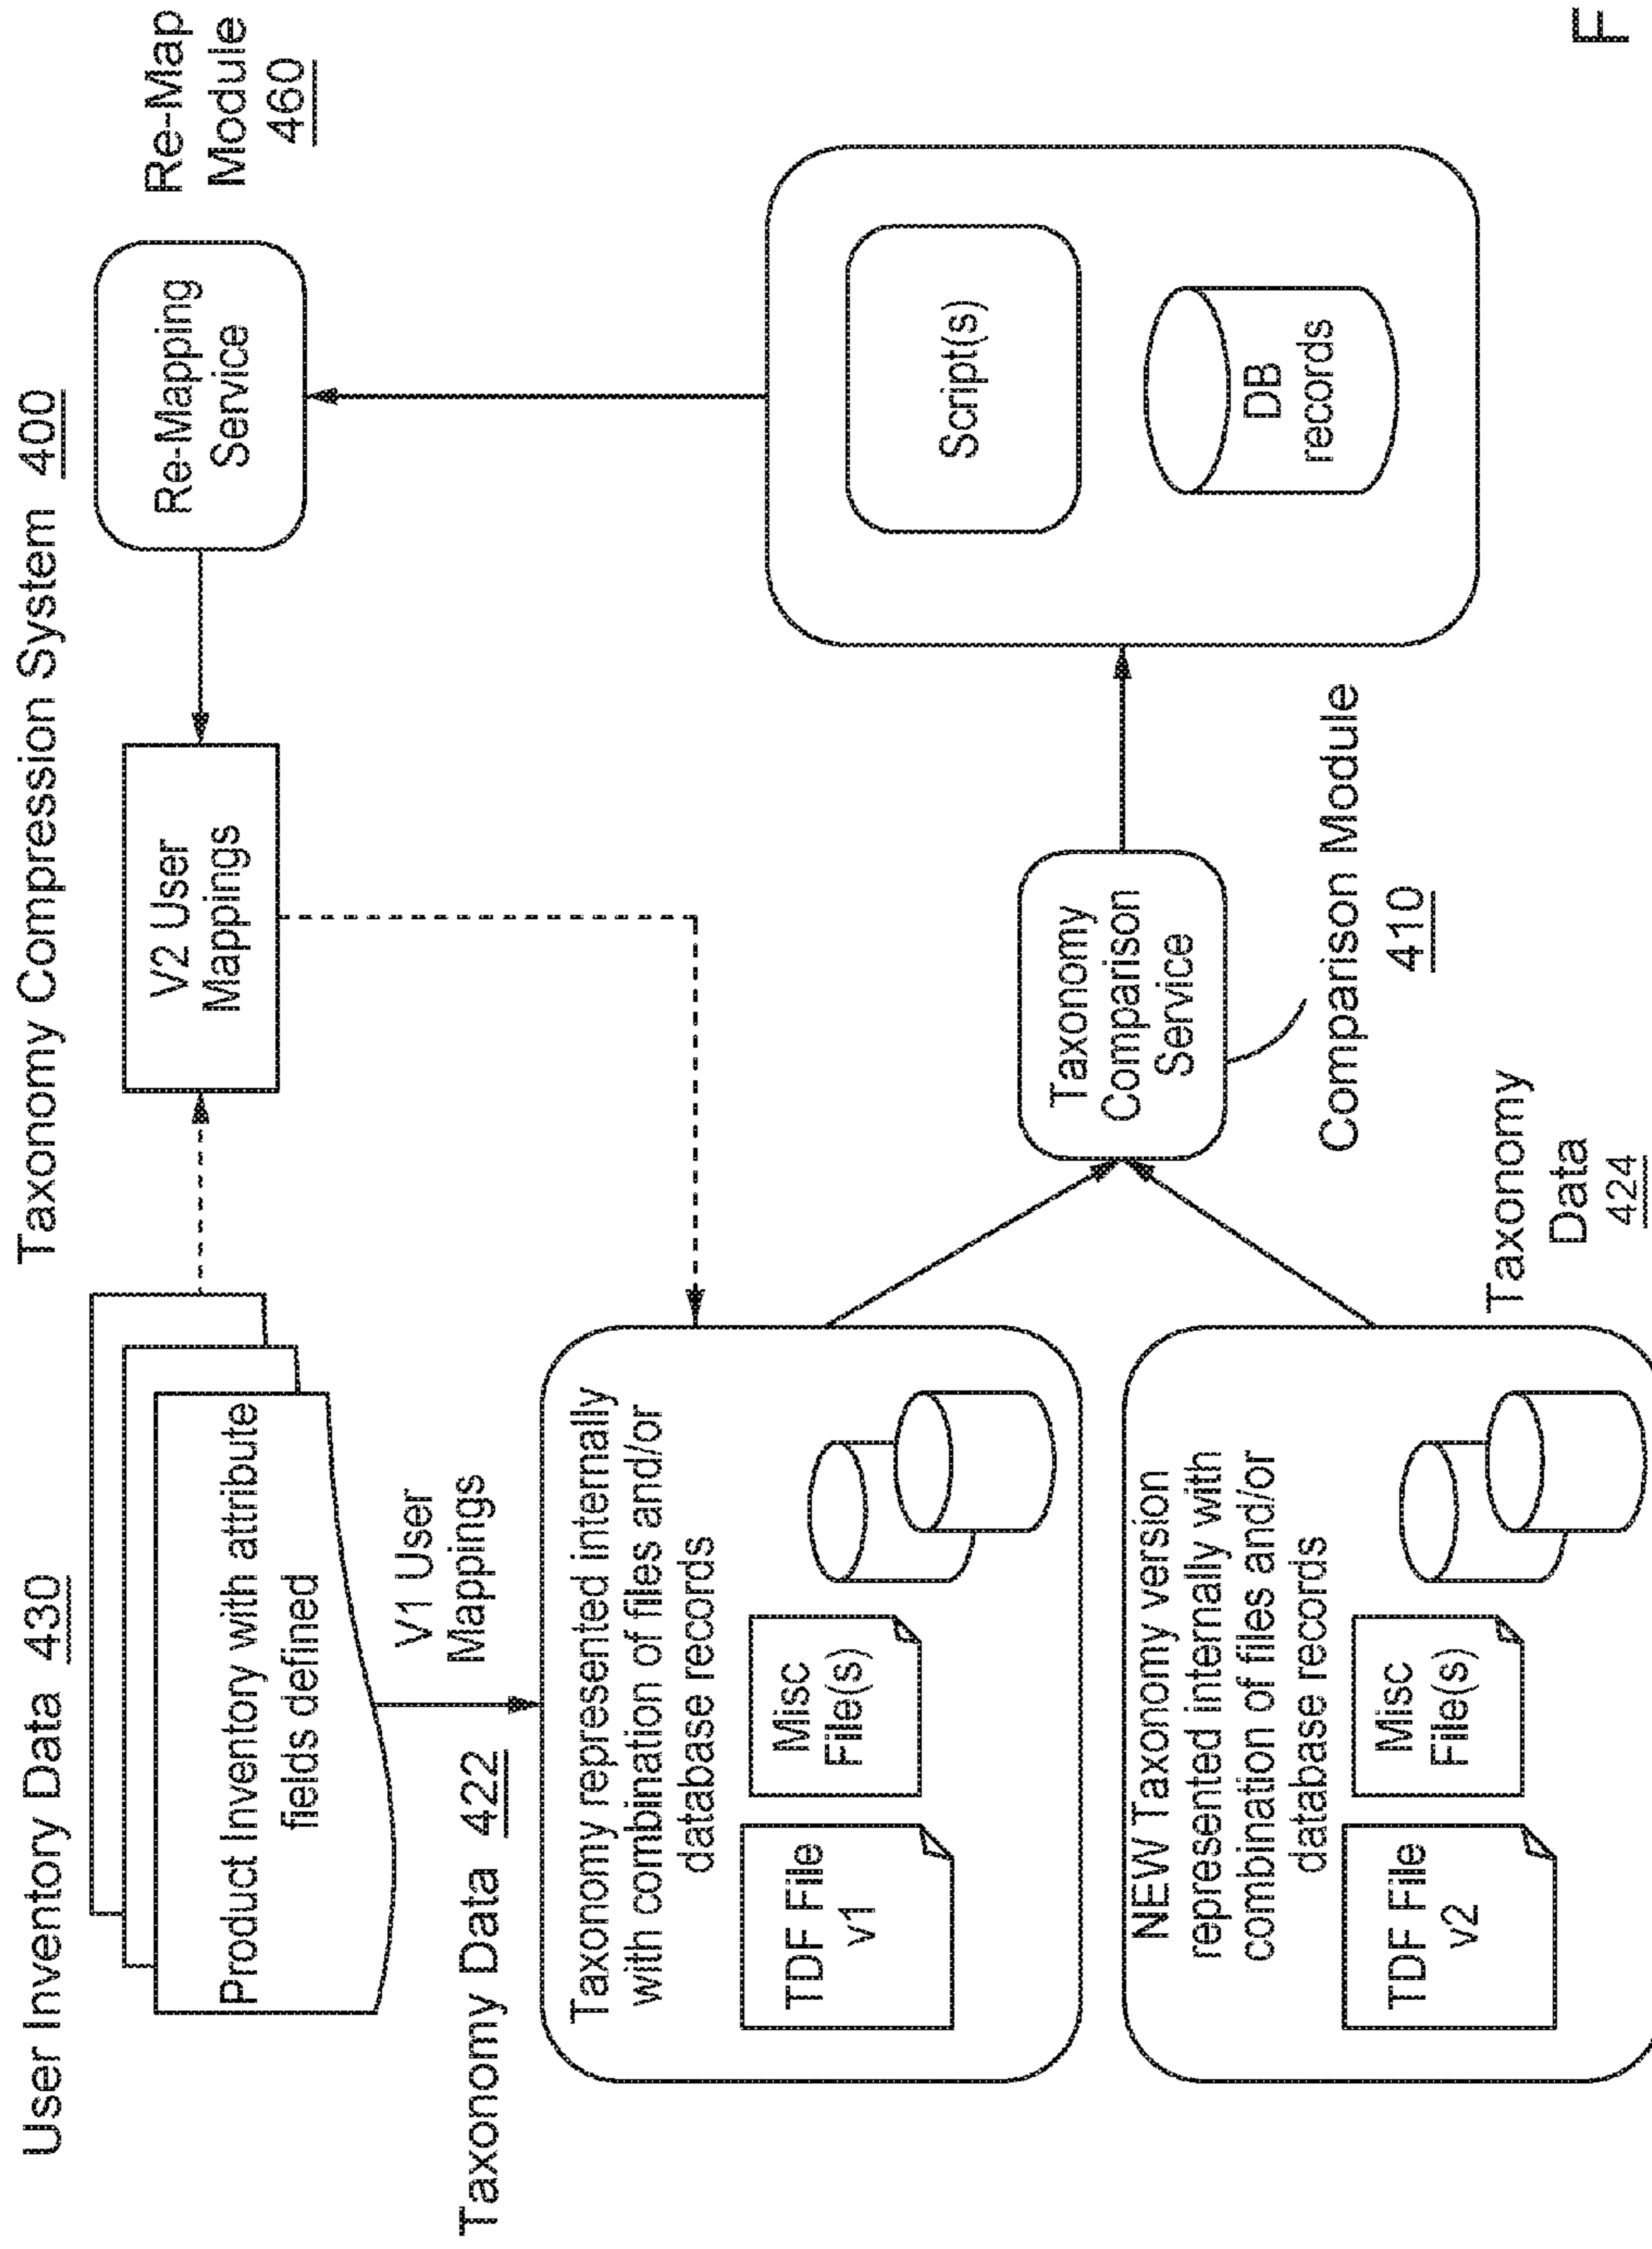 Taxonomy Compression System 400
User Inventory Data 430
Product Inventory with attribute
fields defined
V1 User
Mappings
V2 User
Mappings
Re-Mapping
Service
Re-Map
Module
460
Taxonomy Data 422
Taxonomy represented internally
with combination of files and/or
database records
TDF File
v1
Misc
File(s)
Taxonomy
Comparison
Service
Comparison Module
410
Script(s)
DB
records
NEW Taxonomy version
represented internally with
combination of files and/or
database records
TDF File
v2
Misc
File(s)
Taxonomy
Data
424
F